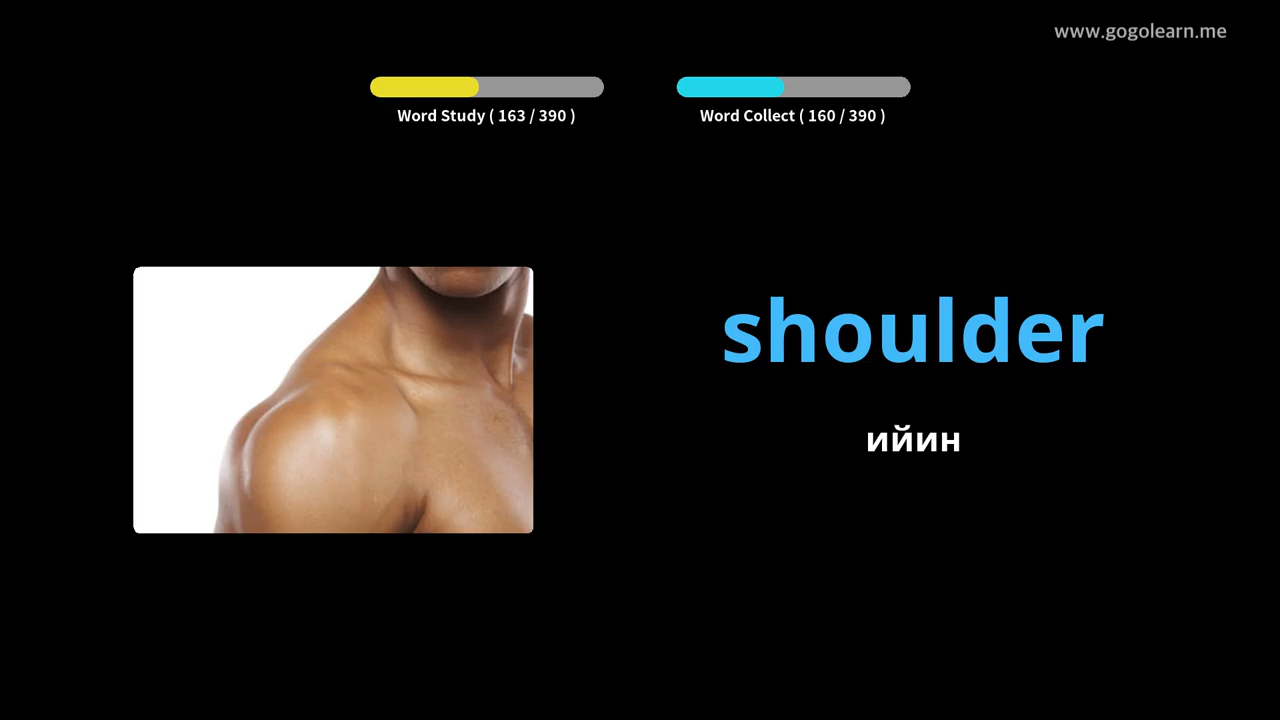 www.gogolearn.me
Word Study ( 163 / 390 )
Word Collect ( 160 / 390 )
shoulder
ийин